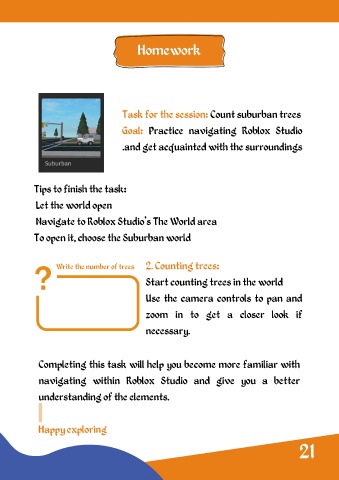 Homework
Task for the session: Count suburban trees
Goal: Practice navigating Roblox Studio
.and get acquainted with the surroundings
Suburban
Tips to finish the task:
Let the world open
Navigate to Roblox Studio's The World area
To open it, choose the Suburban world
? Write the number of trees
2. Counting trees:
Start counting trees in the world
Use the camera controls to pan and
zoom in to get a closer look if
necessary.
Completing this task will help you become more familiar with
navigating within Roblox Studio and give you a better
understanding of the elements.
Happy exploring
21